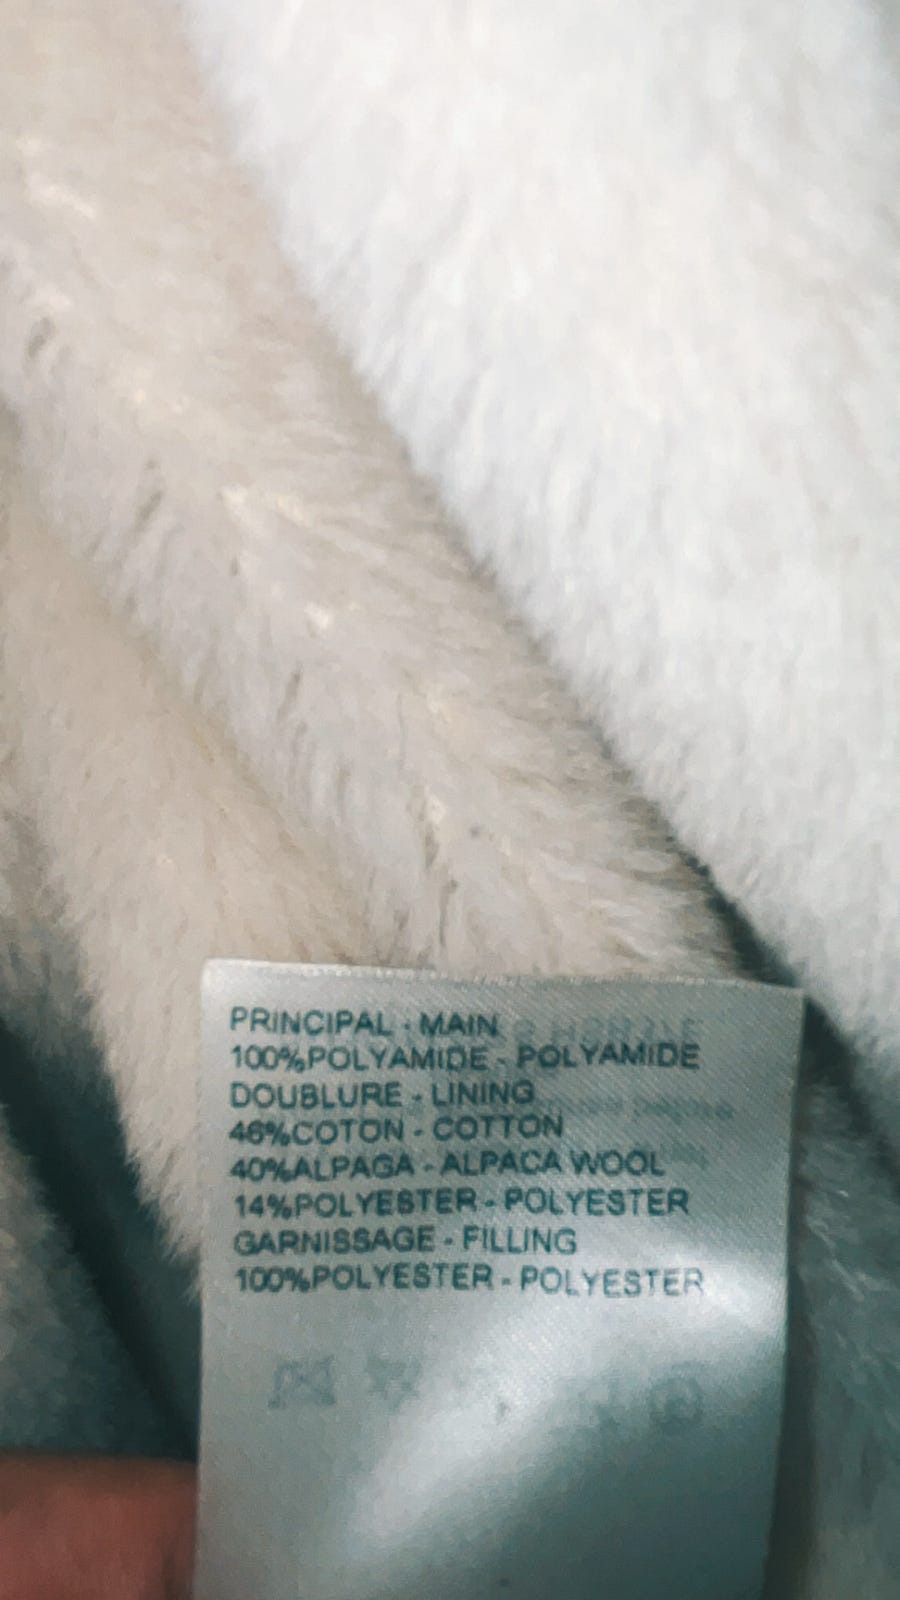 PRINCIPAL - MAIN
100%POLYAMIDE - POLYAMIDE
DOUBLURE - LINING
46%COTON - COTTON
40%ALPAGA - ALPACA WOOL
14%POLYESTER - POLYESTER
GARNISSAGE - FILLING
100%POLYESTER - POLYESTER